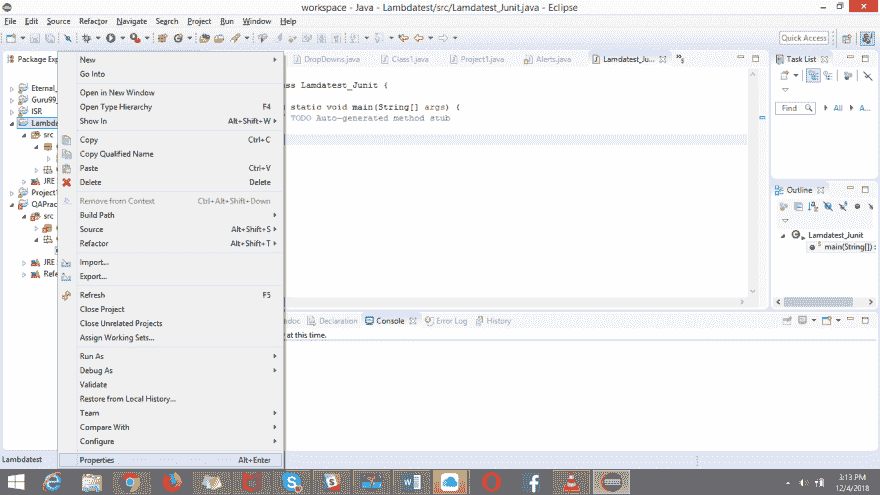 workspace - Java - Lambdatest/src/Lamdatest_Junit.java - Eclipse
File Edit Source Refactor Navigate Search Project Run Window Help
Quick Access
Package Exp
DropDowns.java Class1.java Project1.java Alerts.java Lamdatest_Ju...
Task List
Find All A...
Eternal_
Guru99_
ISR
Lambda
src
JRE
Project1
QAPrac
src
JRE
Refe
New
Go Into
Open in New Window
Open Type Hierarchy F4
Show In Alt+Shift+W
Copy Ctrl+C
Copy Qualified Name
Paste Ctrl+V
Delete Delete
Remove from Context Ctrl+Alt+Shift+Down
Build Path
Source Alt+Shift+S
Refactor Alt+Shift+T
Import...
Export...
Refresh F5
Close Project
Close Unrelated Projects
Assign Working Sets...
Run As
Debug As
Validate
Restore from Local History...
Team
Compare With
Configure
Properties Alt+Enter
ss Lamdatest_Junit {
static void main(String[] args) {
TODO Auto-generated method stub
Outline
Lamdatest_Junit
main(String[]) :
doc Declaration Console Error Log History
at this time.
Lambdatest
3:13 PM
12/4/2018